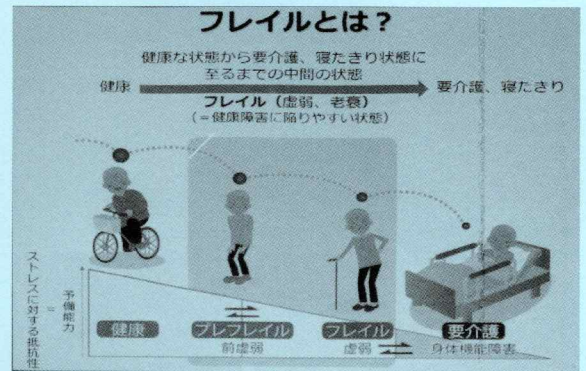 フレイルとは？
健康な状態から要介護、寝たきり状態に
至るまでの中間の状態
健康
要介護、寝たきり
フレイル（虚弱、老衰）
（＝健康障害に陥りやすい状態）
ストレスに対する抵抗性
＝
予備能力
健康
プレフレイル
前虚弱
フレイル
虚弱
要介護
身体機能障害